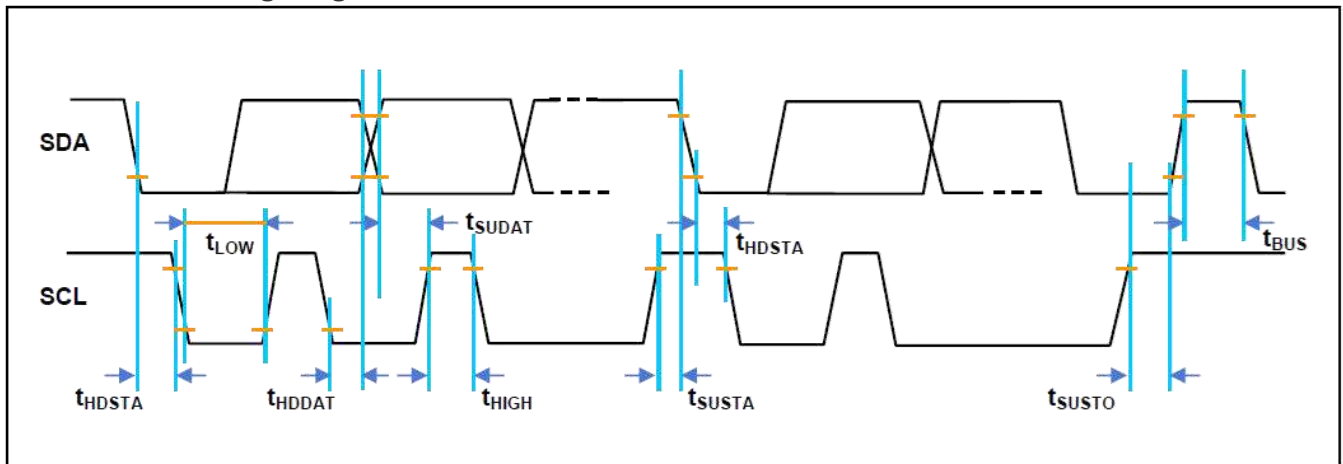 SDA
tSUDAT
tLOW
tHDSTA
tBUS
SCL
tHDSTA
tHDDAT
tHIGH
tSUSTA
tSUSTO